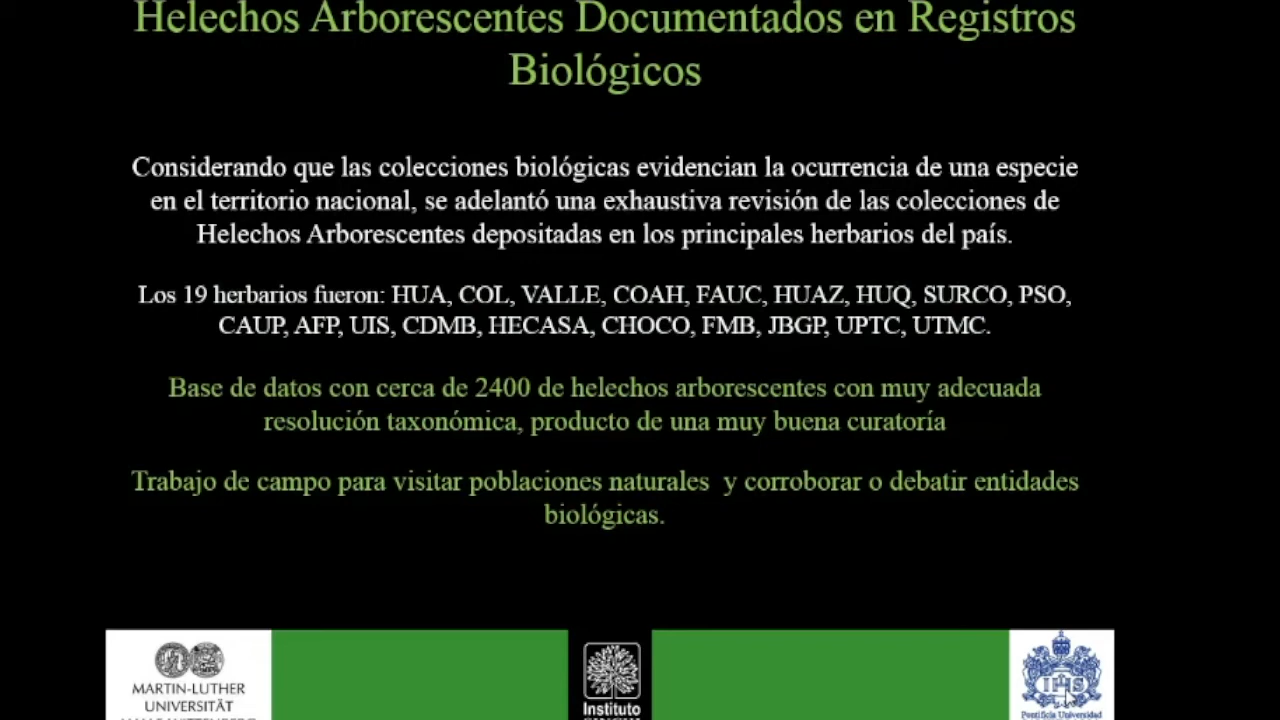 Helechos Arborescentes Documentados en Registros
Biológicos
Considerando que las colecciones biológicas evidencian la ocurrencia de una especie
en el territorio nacional, se adelantó una exhaustiva revisión de las colecciones de
Helechos Arborescentes depositadas en los principales herbarios del país.
Los 19 herbarios fueron: HUA, COL, VALLE, COAH, FAUC, HUAZ, HUQ, SURCO, PSO,
CAUP, AFP, UIS, CDMB, HECASA, CHOCO, FMB, JBGP, UPTC, UTMC.
Base de datos con cerca de 2400 de helechos arborescentes con muy adecuada
resolución taxonómica, producto de una muy buena curatoría
Trabajo de campo para visitar poblaciones naturales y corroborar o debatir entidades
biológicas.
MARTIN-LUTHER
UNIVERSITÄT
Instituto
IHS
Pontificia Universidad